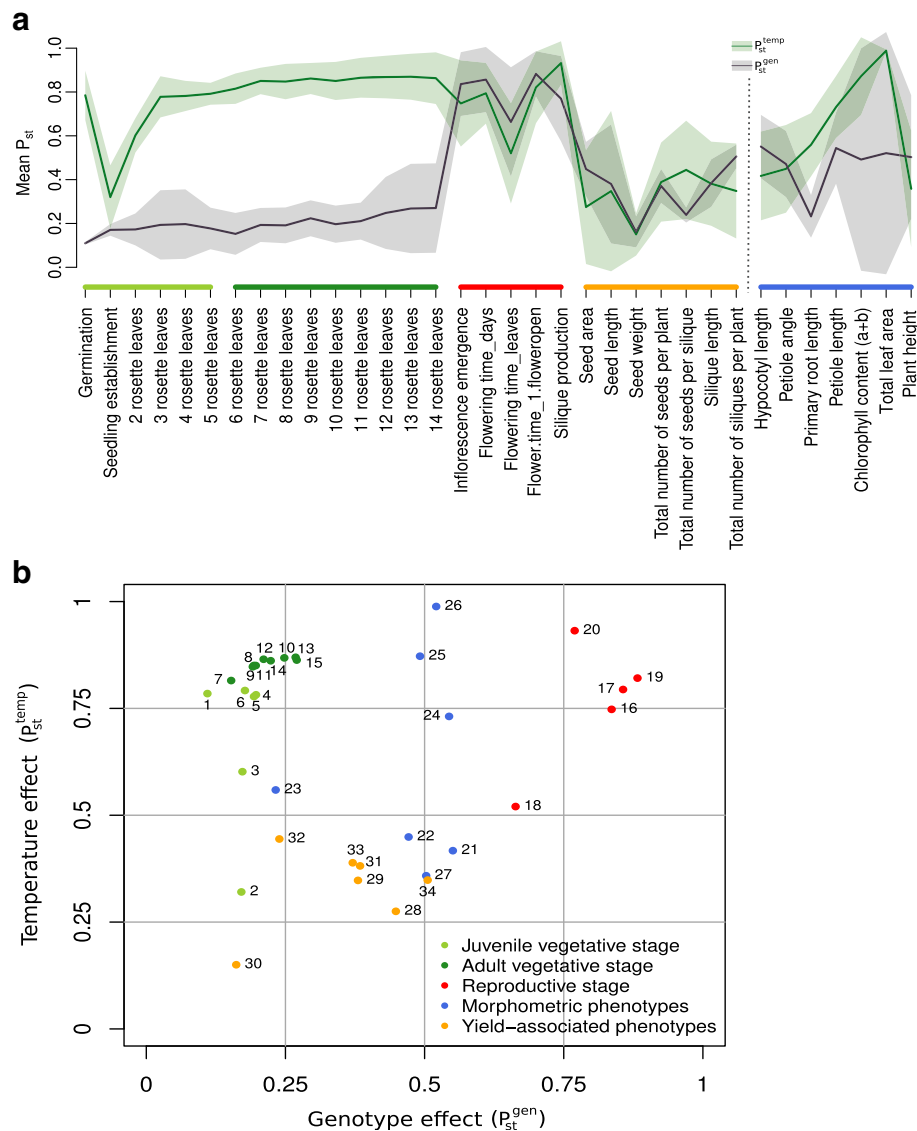 a
Mean Pst
1.0
0.8
0.6
0.4
0.2
0.0
Psttemp
Pstgen
Germination
Seedling establishment
2 rosette leaves
3 rosette leaves
4 rosette leaves
5 rosette leaves
6 rosette leaves
7 rosette leaves
8 rosette leaves
9 rosette leaves
10 rosette leaves
11 rosette leaves
12 rosette leaves
13 rosette leaves
14 rosette leaves
Inflorescence emergence
Flowering time_days
Flowering time_leaves
Flower.time_1.floweropen
Silique production
Seed area
Seed length
Seed weight
Total number of seeds per plant
Total number of seeds per silique
Silique length
Total number of siliques per plant
Hypocotyl length
Petiole angle
Primary root length
Petiole length
Chlorophyll content (a+b)
Total leaf area
Plant height
b
Temperature effect (Psttemp)
1
0.75
0.5
0.25
0
26
20
12 10 13
8
25
14 15
9 11
7
19
17
6 4
1
5
16
24
3
23
18
32
22
33
31
21
29
27
2
34
28
30
Juvenile vegetative stage
Adult vegetative stage
Reproductive stage
Morphometric phenotypes
Yield−associated phenotypes
0 0.25 0.5 0.75 1
Genotype effect (Pstgen)